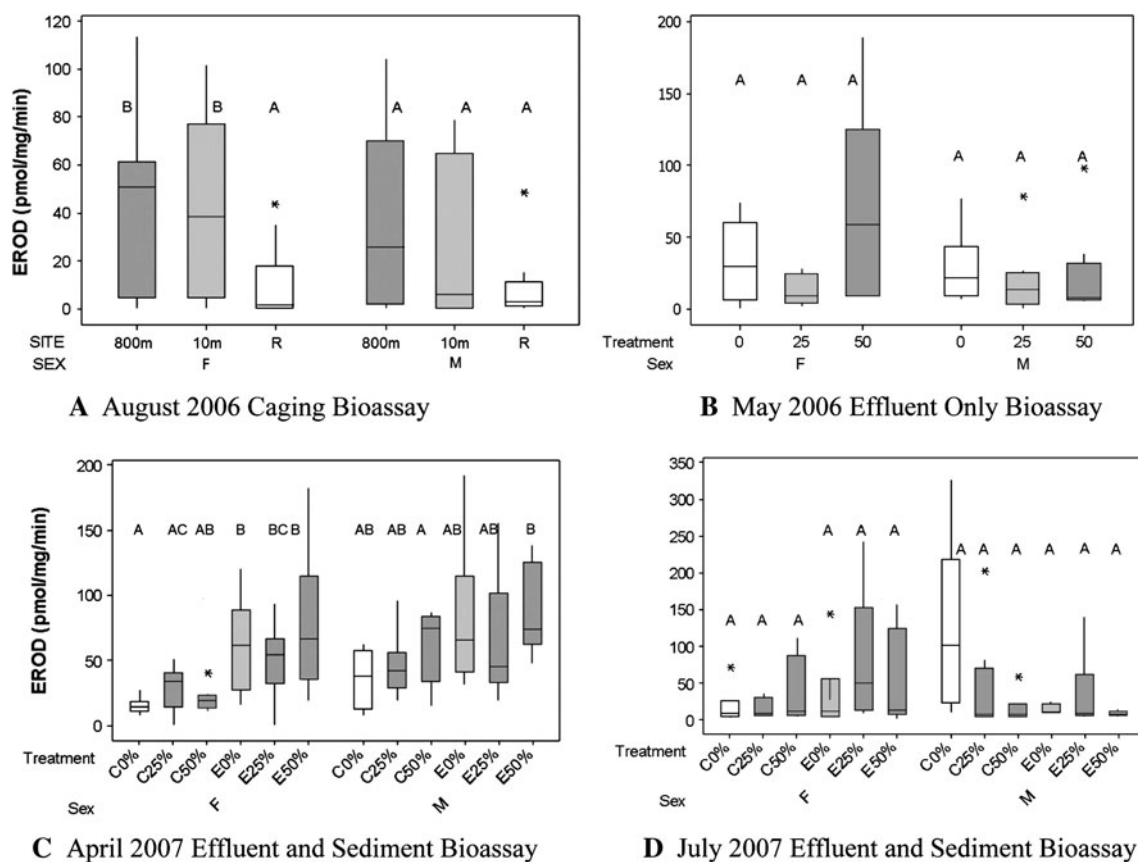 120
100
80
60
40
20
0
EROD (pmol/mg/min)
B B A A A A
*
*
SITE 800m 10m R 800m 10m R
SEX F M
A August 2006 Caging Bioassay
200
150
100
50
0
A A A A A A
*
*
Treatment 0 25 50 0 25 50
Sex F M
B May 2006 Effluent Only Bioassay
200
150
100
50
0
EROD (pmol/mg/min)
A AC AB B BC B AB AB A AB AB B
*
Treatment C0% C25% C50% E0% E25% E50% C0% C25% C50% E0% E25% E50%
Sex F M
C April 2007 Effluent and Sediment Bioassay
350
300
250
200
150
100
50
0
A A A A A A A A A A A A
*
*
*
*
Treatment C0% C25% C50% E0% E25% E50% C0% C25% C50% E0% E25% E50%
Sex F M
D July 2007 Effluent and Sediment Bioassay